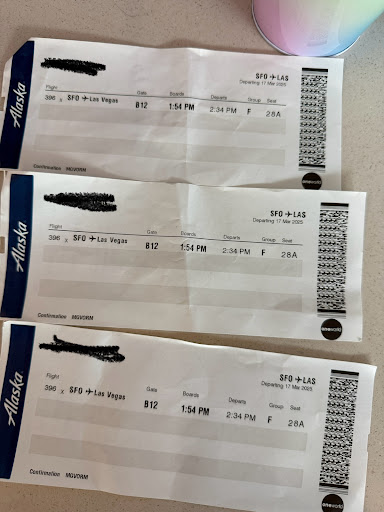 Alaska
SFO ✈ LAS
Departing: 17 Mar 2025
Flight Gate Boards Departs Group Seat
396 X SFO ✈ Las Vegas B12 1:54 PM 2:34 PM F 28A
Confirmation MGVDRM
oneworld
Alaska
SFO ✈ LAS
Departing: 17 Mar 2025
Flight Gate Boards Departs Group Seat
396 X SFO ✈ Las Vegas B12 1:54 PM 2:34 PM F 28A
Confirmation MGVDRM
oneworld
Alaska
SFO ✈ LAS
Departing: 17 Mar 2025
Flight Gate Boards Departs Group Seat
396 X SFO ✈ Las Vegas B12 1:54 PM 2:34 PM F 28A
Confirmation MGVDRM
oneworld